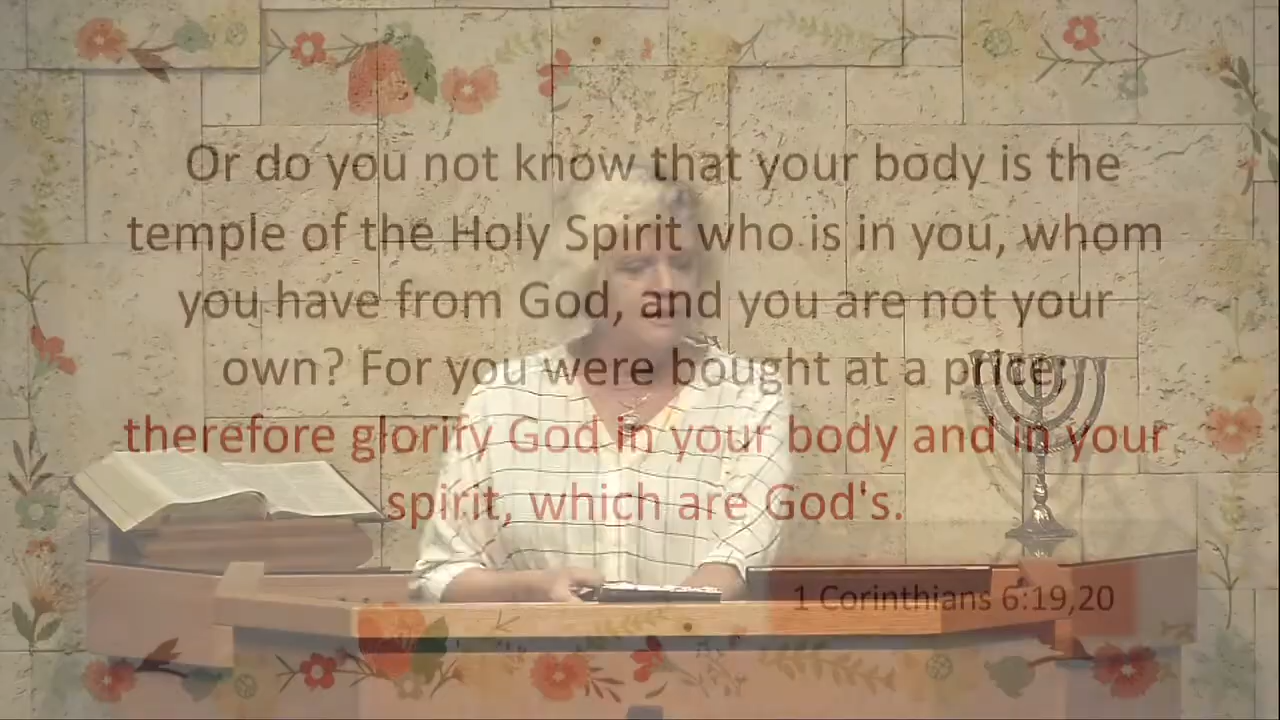 Or do you not know that your body is the
temple of the Holy Spirit who is in you, whom
you have from God, and you are not your
own? For you were bought at a price;
therefore glorify God in your body and in your
spirit, which are God's.
1 Corinthians 6:19,20